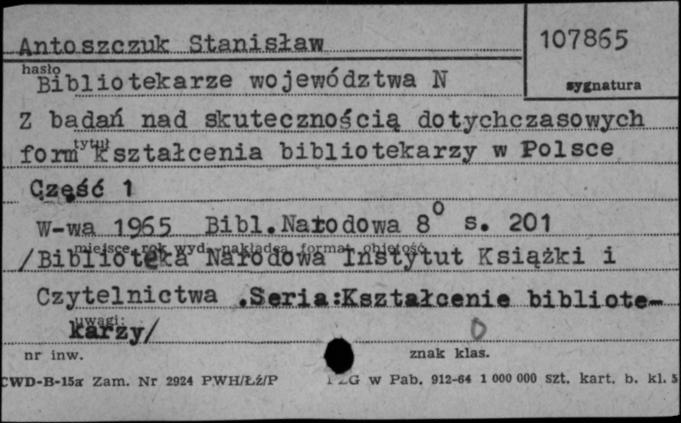 Antoszczuk Stanisław
107865
hasło
sygnatura
Bibliotekarze województwa N
Z badań nad skutecznością dotychczasowych
tytuł
form kształcenia bibliotekarzy w Polsce
Część 1
W-wa 1965 Bibl.Narodowa 8° s. 201
miejsce rok wyd. nakładca format objętość
/Biblioteka Narodowa Instytut Książki i
Czytelnictwa .Seria:Kształcenie bibliote-
uwagi:
karzy/
nr inw.
znak klas.
CWD-B-15a Zam. Nr 2924 PWH/Łź/P
w Pab. 912-64 1 000 000 szt. kart. b. kl. 5